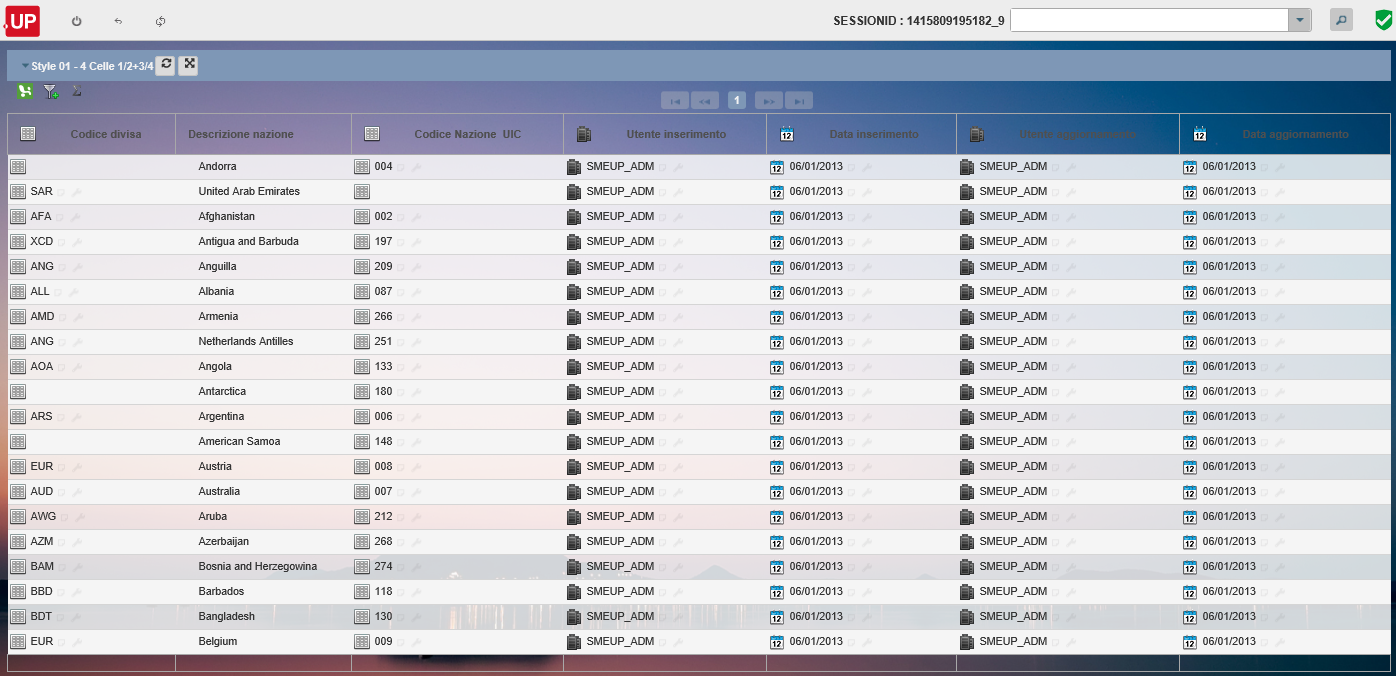 UP SESSIONID : 1415809195182_9
Style 01 - 4 Celle 1/2+3/4
1
Codice divisa Descrizione nazione Codice Nazione UIC Utente inserimento Data inserimento Utente aggiornamento Data aggiornamento
Andorra 004 SMEUP_ADM 06/01/2013 SMEUP_ADM 06/01/2013
SAR United Arab Emirates SMEUP_ADM 06/01/2013 SMEUP_ADM 06/01/2013
AFA Afghanistan 002 SMEUP_ADM 06/01/2013 SMEUP_ADM 06/01/2013
XCD Antigua and Barbuda 197 SMEUP_ADM 06/01/2013 SMEUP_ADM 06/01/2013
ANG Anguilla 209 SMEUP_ADM 06/01/2013 SMEUP_ADM 06/01/2013
ALL Albania 087 SMEUP_ADM 06/01/2013 SMEUP_ADM 06/01/2013
AMD Armenia 266 SMEUP_ADM 06/01/2013 SMEUP_ADM 06/01/2013
ANG Netherlands Antilles 251 SMEUP_ADM 06/01/2013 SMEUP_ADM 06/01/2013
AOA Angola 133 SMEUP_ADM 06/01/2013 SMEUP_ADM 06/01/2013
Antarctica 180 SMEUP_ADM 06/01/2013 SMEUP_ADM 06/01/2013
ARS Argentina 006 SMEUP_ADM 06/01/2013 SMEUP_ADM 06/01/2013
American Samoa 148 SMEUP_ADM 06/01/2013 SMEUP_ADM 06/01/2013
EUR Austria 008 SMEUP_ADM 06/01/2013 SMEUP_ADM 06/01/2013
AUD Australia 007 SMEUP_ADM 06/01/2013 SMEUP_ADM 06/01/2013
AWG Aruba 212 SMEUP_ADM 06/01/2013 SMEUP_ADM 06/01/2013
AZM Azerbaijan 268 SMEUP_ADM 06/01/2013 SMEUP_ADM 06/01/2013
BAM Bosnia and Herzegowina 274 SMEUP_ADM 06/01/2013 SMEUP_ADM 06/01/2013
BBD Barbados 118 SMEUP_ADM 06/01/2013 SMEUP_ADM 06/01/2013
BDT Bangladesh 130 SMEUP_ADM 06/01/2013 SMEUP_ADM 06/01/2013
EUR Belgium 009 SMEUP_ADM 06/01/2013 SMEUP_ADM 06/01/2013